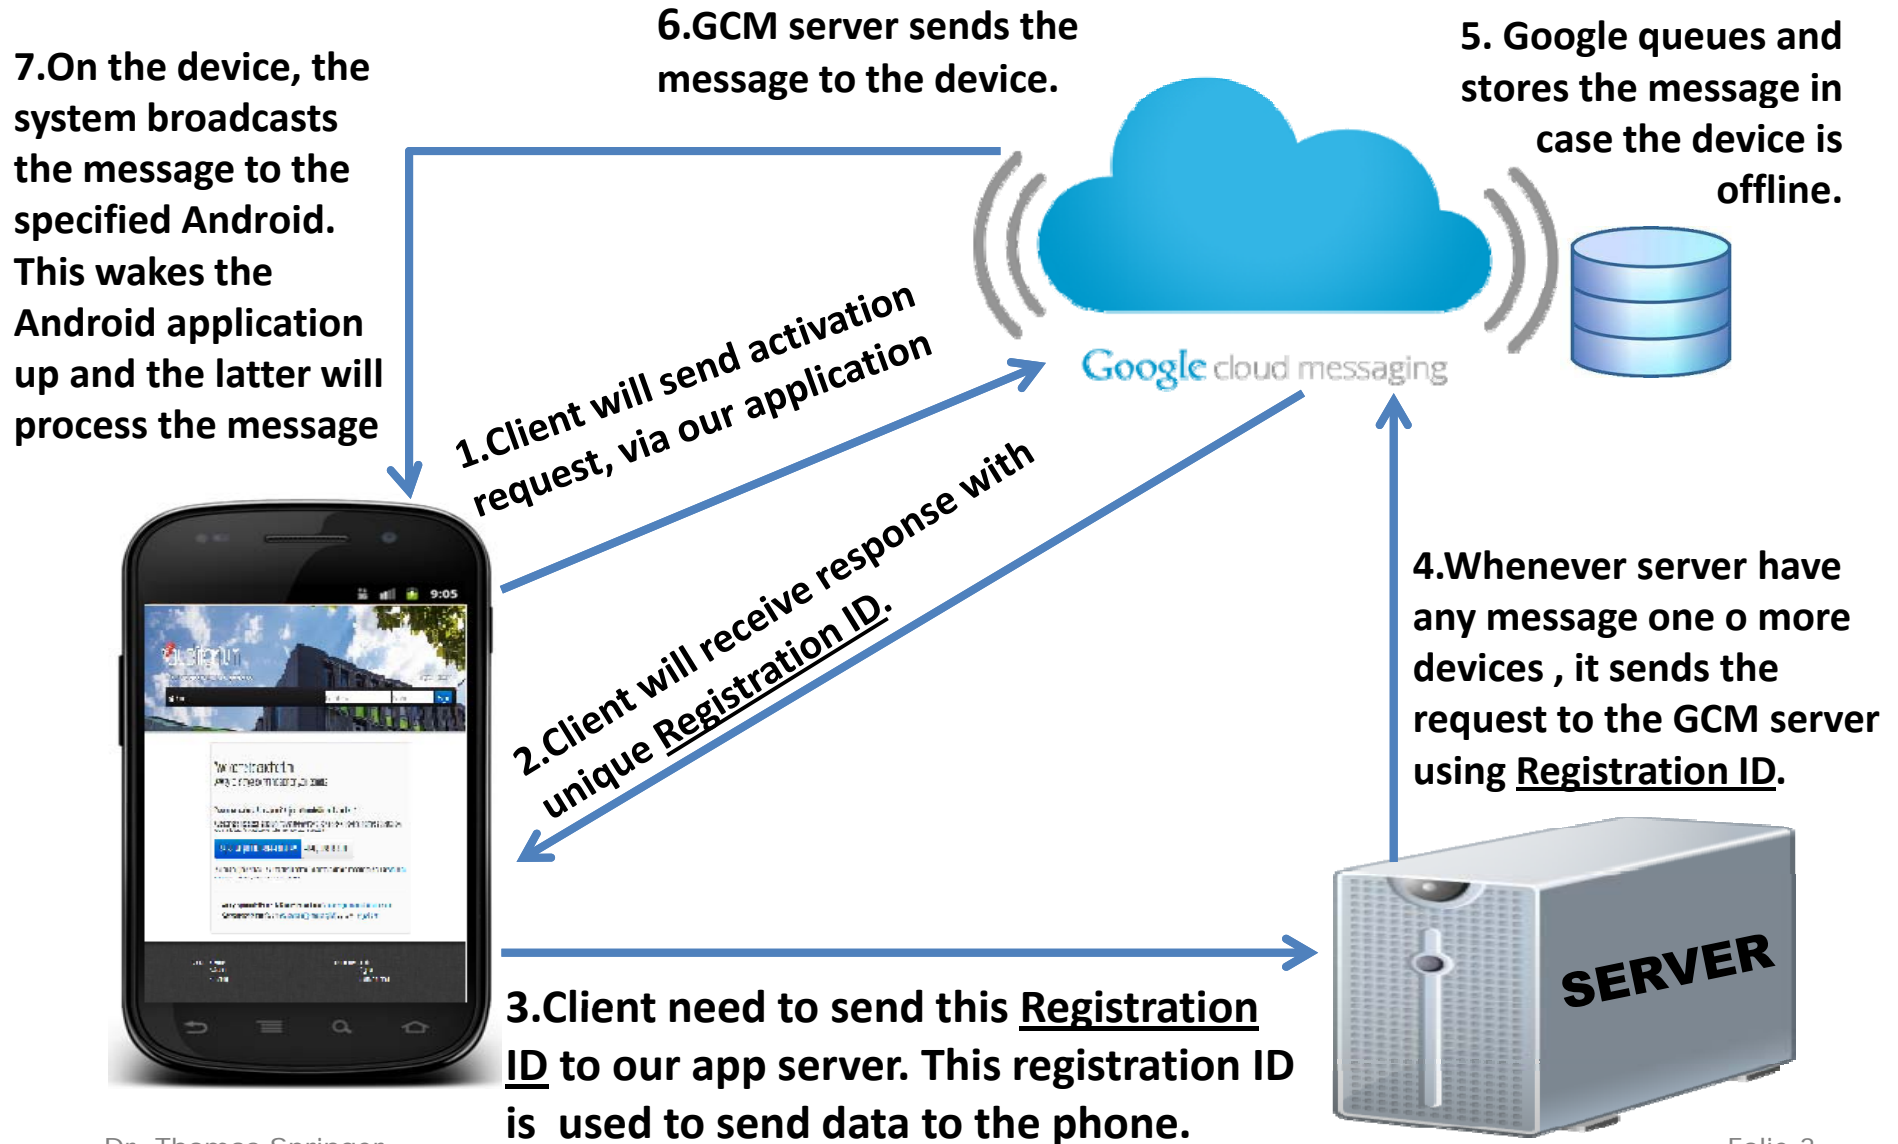 6.GCM server sends the
message to the device.
5. Google queues and
stores the message in
case the device is
offline.
7.On the device, the
system broadcasts
the message to the
specified Android.
This wakes the
Android application
up and the latter will
process the message
1.Client will send activation
request, via our application
Google cloud messaging
2.Client will receive response with
unique Registration ID.
4.Whenever server have
any message one o more
devices , it sends the
request to the GCM server
using Registration ID.
9:05
SERVER
3.Client need to send this Registration
ID to our app server. This registration ID
is used to send data to the phone.